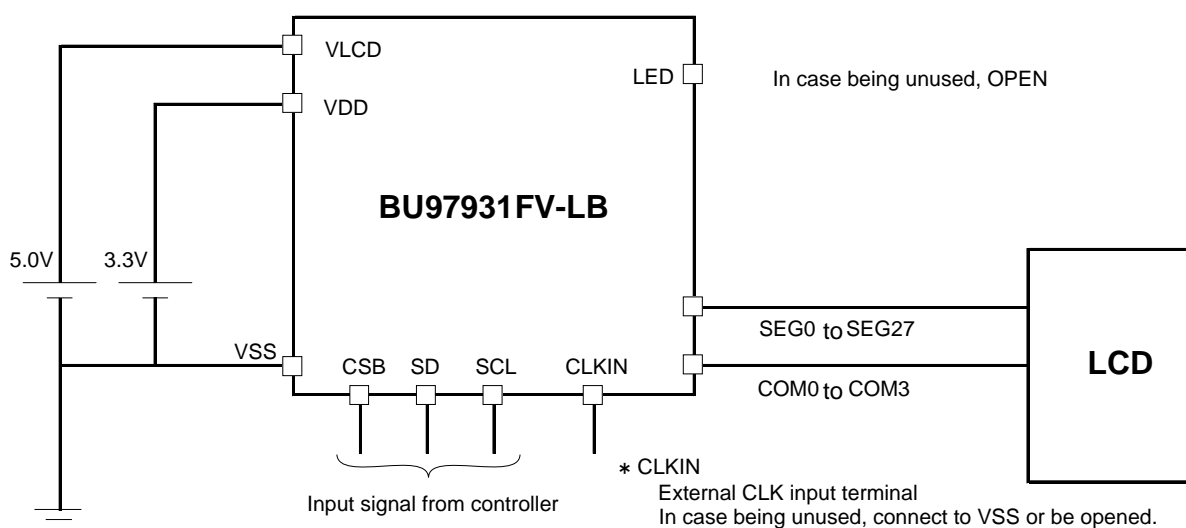 VLCD
LED
In case being unused, OPEN
VDD
BU97931FV-LB
5.0V
3.3V
SEG0 to SEG27
VSS
CSB
SD
SCL
CLKIN
LCD
COM0 to COM3
* CLKIN
External CLK input terminal
Input signal from controller
In case being unused, connect to VSS or be opened.